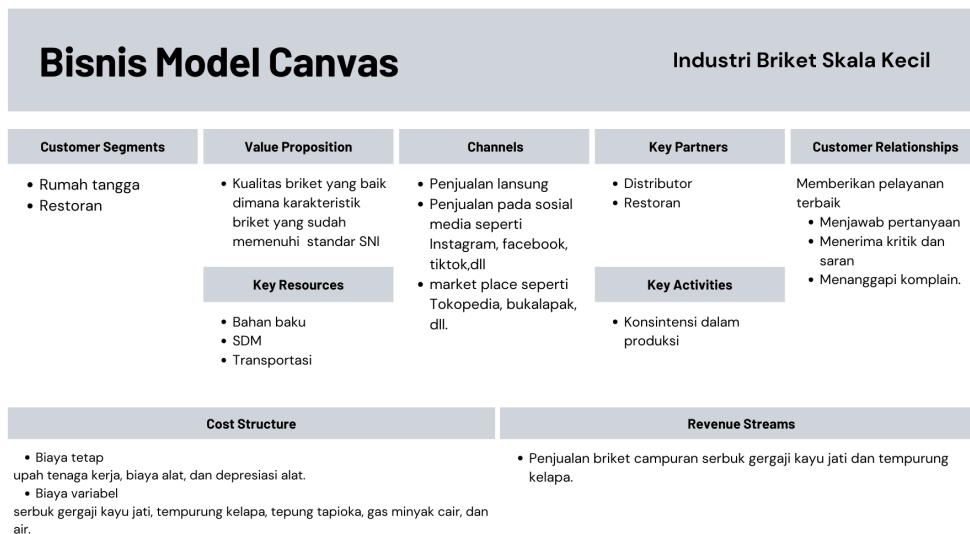 Bisnis Model Canvas
Industri Briket Skala Kecil
Customer Segments
• Rumah tangga
• Restoran
Value Proposition
• Kualitas briket yang baik
dimana karakteristik
briket yang sudah
memenuhi standar SNI
Key Resources
• Bahan baku
• SDM
• Transportasi
Channels
• Penjualan lansung
• Penjualan pada sosial
media seperti
Instagram, facebook,
tiktok,dll
• market place seperti
Tokopedia, bukalapak,
dll.
Key Partners
• Distributor
• Restoran
Key Activities
• Konsintensi dalam
produksi
Customer Relationships
Memberikan pelayanan
terbaik
• Menjawab pertanyaan
• Menerima kritik dan
saran
• Menanggapi komplain.
Cost Structure
• Biaya tetap
upah tenaga kerja, biaya alat, dan depresiasi alat.
• Biaya variabel
serbuk gergaji kayu jati, tempurung kelapa, tepung tapioka, gas minyak cair, dan
air.
Revenue Streams
• Penjualan briket campuran serbuk gergaji kayu jati dan tempurung
kelapa.